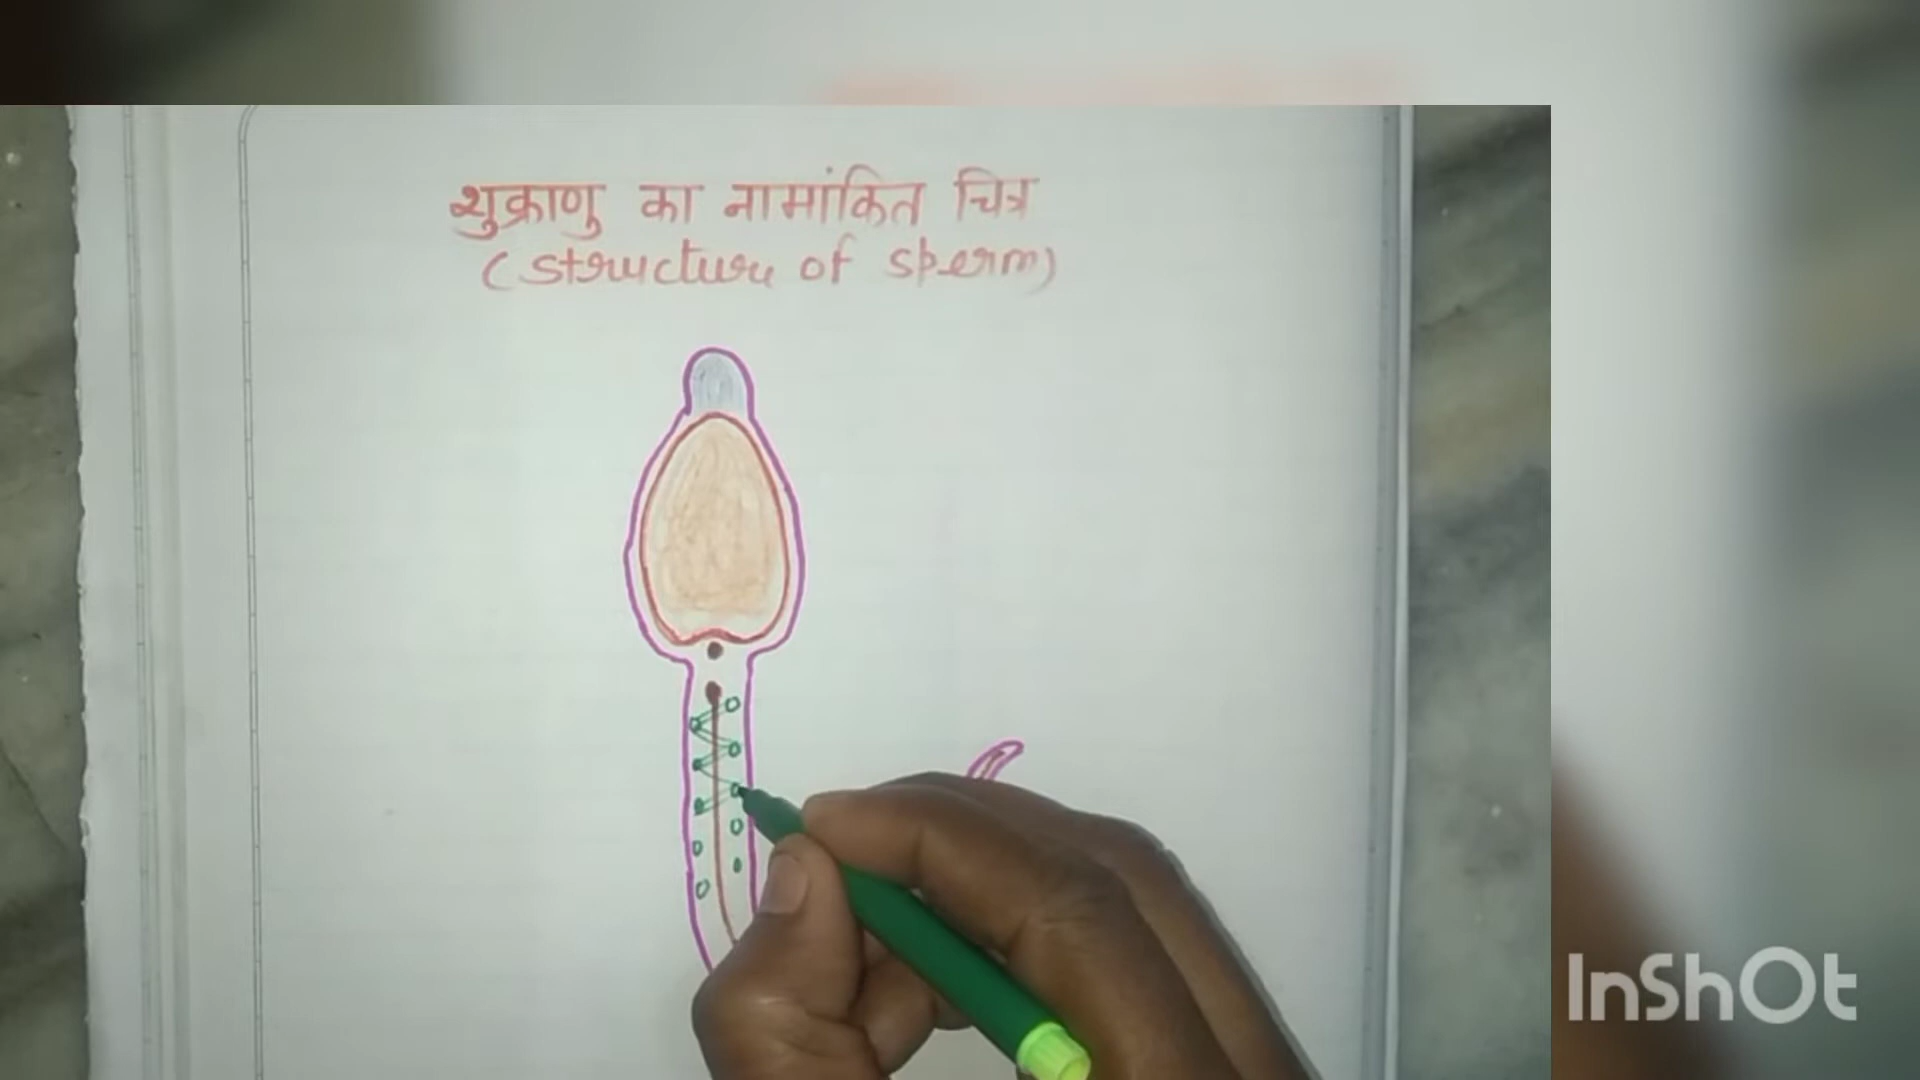 शुक्राणु का नामांकित चित्र
(structure of sperm)
InShOt